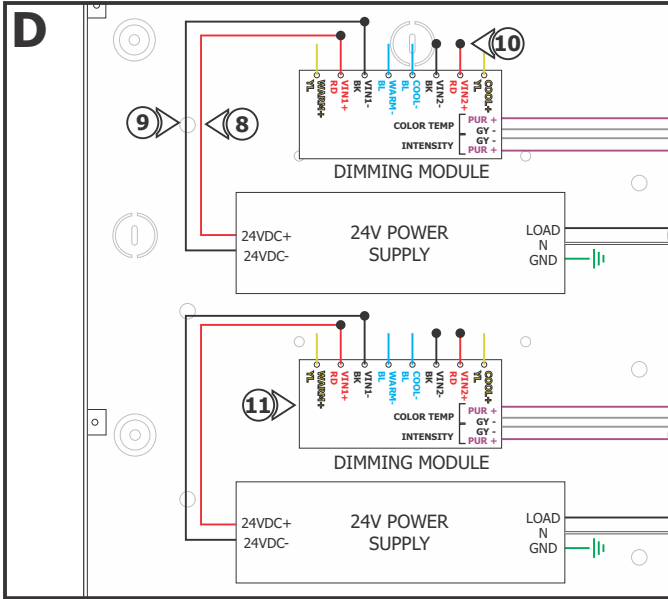 D
10
9
8
YL
WARM+
RD
VIN1+
BK
VIN1-
BL
WARM-
BL
COOL-
BK
VIN2-
RD
VIN2+
YL
COOL+
COLOR TEMP
PUR +
GY -
INTENSITY
GY -
PUR +
DIMMING MODULE
24VDC+
24VDC-
24V POWER
SUPPLY
LOAD
N
GND
11
YL
WARM+
RD
VIN1+
BK
VIN1-
BL
WARM-
BL
COOL-
BK
VIN2-
RD
VIN2+
YL
COOL+
COLOR TEMP
PUR +
GY -
INTENSITY
GY -
PUR +
DIMMING MODULE
24VDC+
24VDC-
24V POWER
SUPPLY
LOAD
N
GND